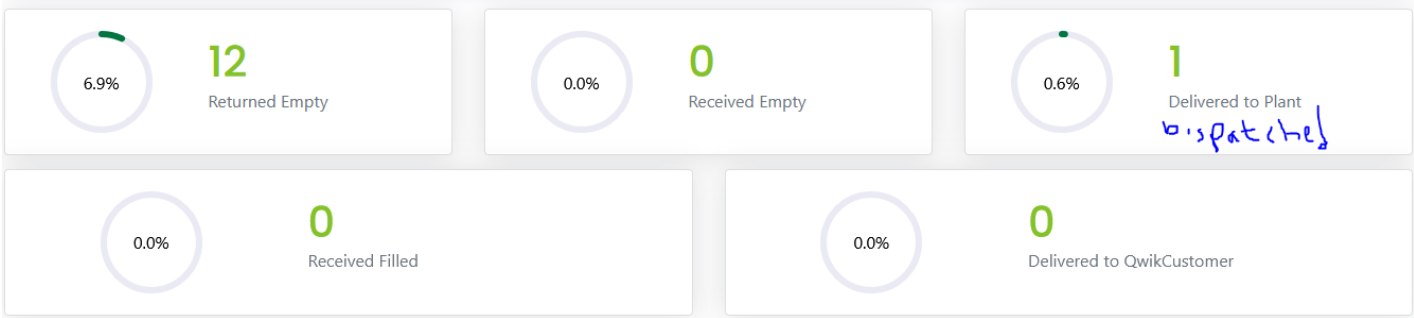 6.9%
12
Returned Empty
0.0%
0
Received Empty
0.6%
1
Delivered to Plant
Dispatched
0.0%
0
Received Filled
0.0%
0
Delivered to QwikCustomer